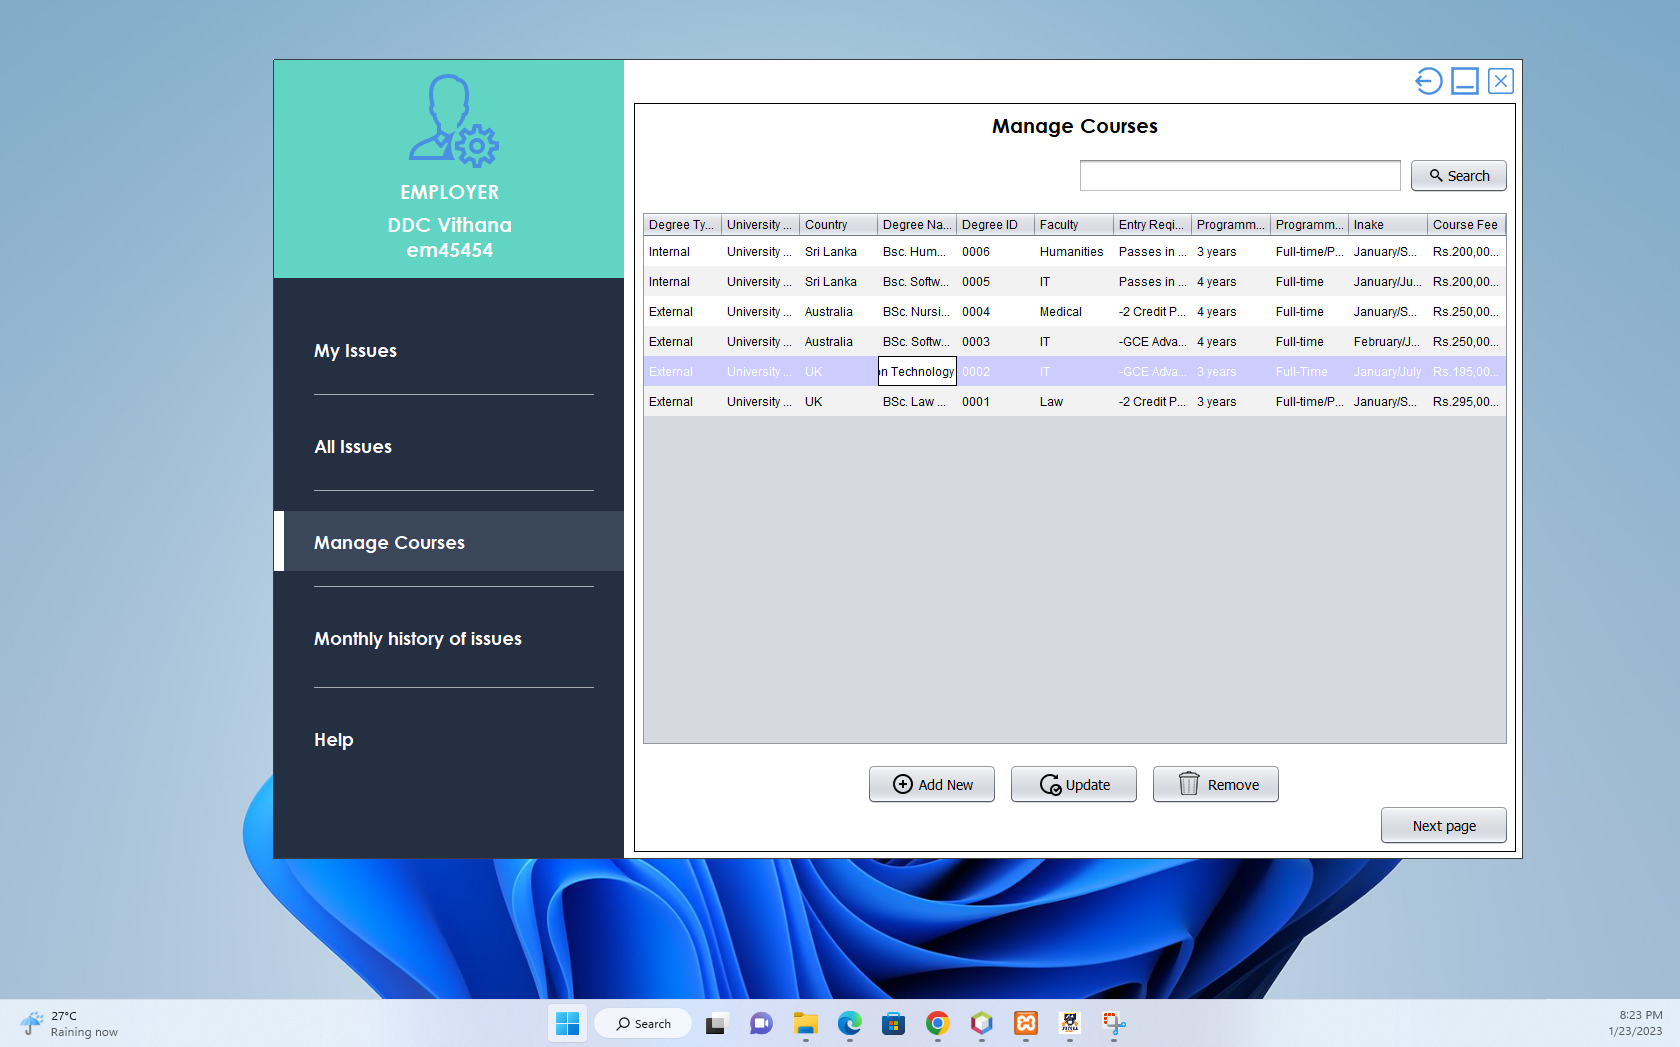 EMPLOYER
DDC Vithana
em45454
My Issues
All Issues
Manage Courses
Monthly history of issues
Help
Manage Courses
Search
Degree Ty... University ... Country Degree Na... Degree ID Faculty Entry Reqi... Programm... Programm... Inake Course Fee
Internal University ... Sri Lanka Bsc. Hum... 0006 Humanities Passes in ... 3 years Full-time/P... January/S... Rs.200,00...
Internal University ... Sri Lanka Bsc. Softw... 0005 IT Passes in ... 4 years Full-time January/Ju... Rs.200,00...
External University ... Australia BSc. Nursi... 0004 Medical -2 Credit P... 4 years Full-time January/S... Rs.250,00...
External University ... Australia BSc. Softw... 0003 IT -GCE Adva... 4 years Full-time February/J... Rs.250,00...
External University ... UK on Technology 0002 IT -GCE Adva... 3 years Full-Time January/July Rs.195,00...
External University ... UK BSc. Law ... 0001 Law -2 Credit P... 3 years Full-time/P... January/S... Rs.295,00...
Add New Update Remove
Next page
27°C
Raining now
Search
8:23 PM
1/23/2023